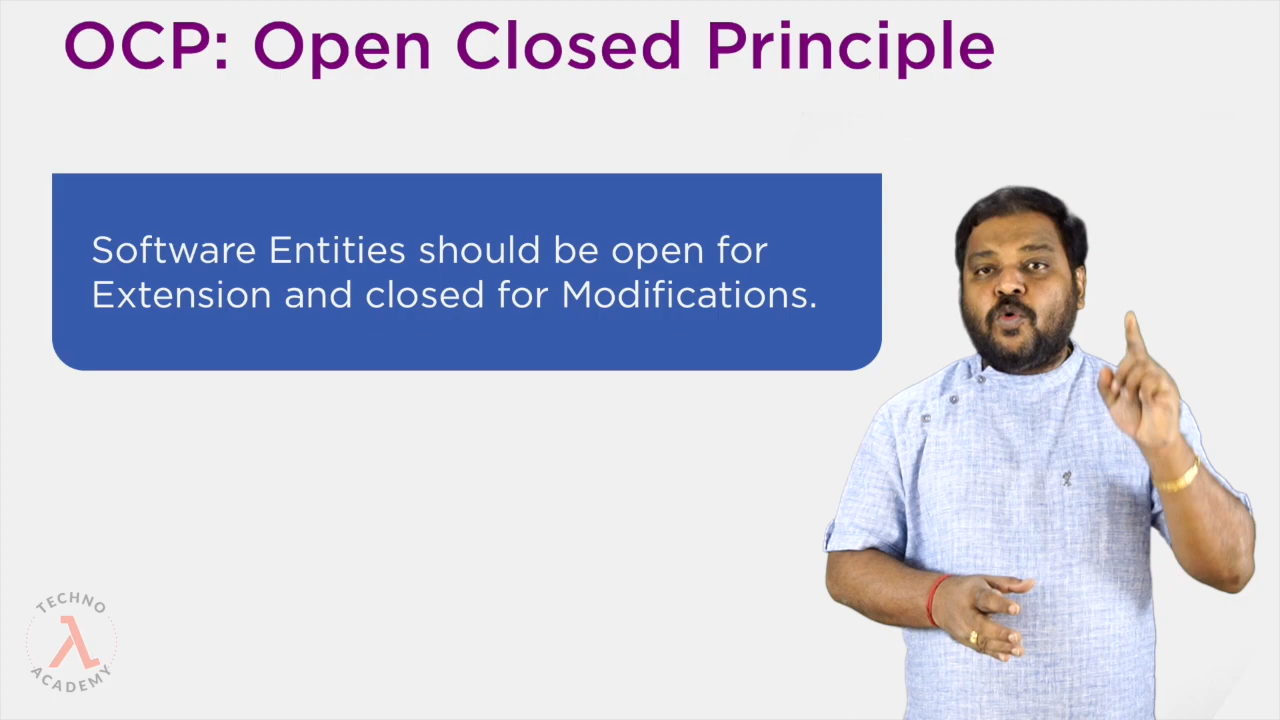 OCP: Open Closed Principle
Software Entities should be open for
Extension and closed for Modifications.
TECHNO
λ
ACADEMY